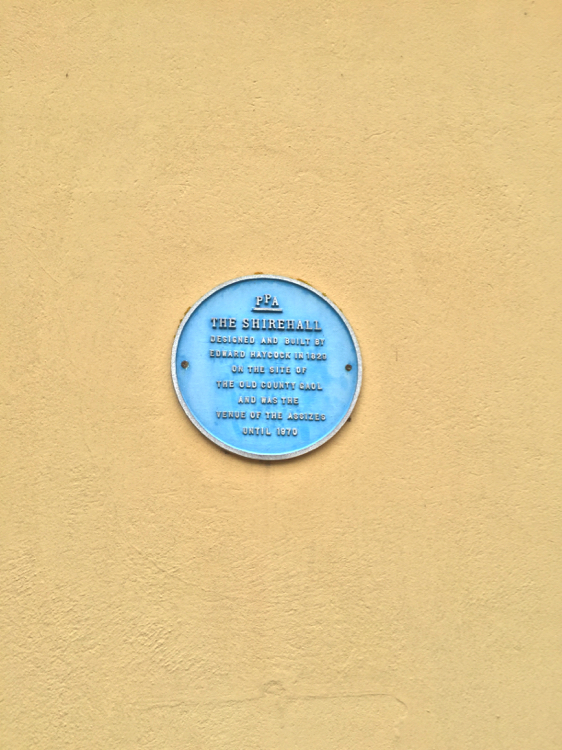 PPA
THE SHIREHALL
DESIGNED AND BUILT BY
EDWARD HAYCOCK IN
ON THE SITE OF
THE OLD COUNTY GAOL
AND WAS THE
VENUE OF THE ASSIZES
UNTIL 1970